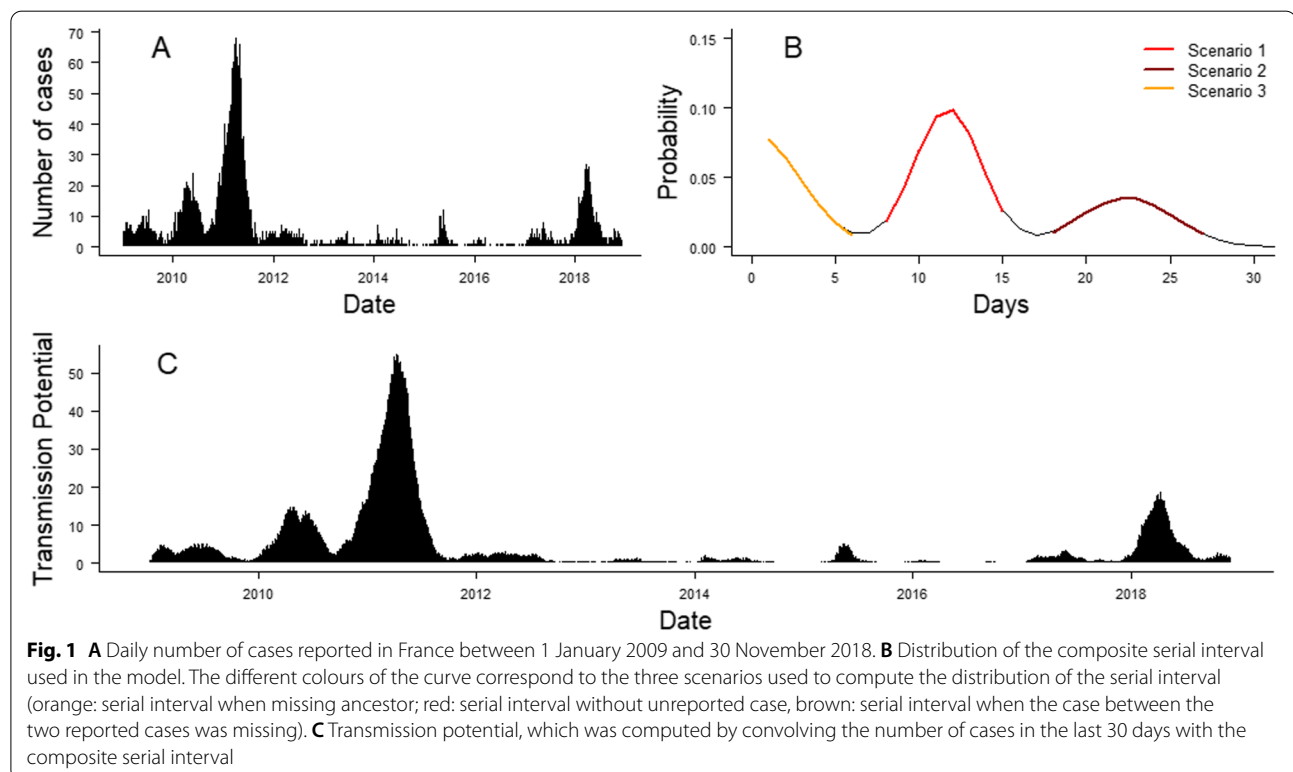 A
Number of cases
70
60
50
40
30
20
10
0
2010 2012 2014 2016 2018
Date
B
Probability
0.15
0.10
0.05
0.00
Scenario 1
Scenario 2
Scenario 3
0 5 10 15 20 25 30
Days
C
Transmission Potential
50
40
30
20
10
0
2010 2012 2014 2016 2018
Date
Fig. 1 A Daily number of cases reported in France between 1 January 2009 and 30 November 2018. B Distribution of the composite serial interval
used in the model. The different colours of the curve correspond to the three scenarios used to compute the distribution of the serial interval
(orange: serial interval when missing ancestor; red: serial interval without unreported case, brown: serial interval when the case between the
two reported cases was missing). C Transmission potential, which was computed by convolving the number of cases in the last 30 days with the
composite serial interval